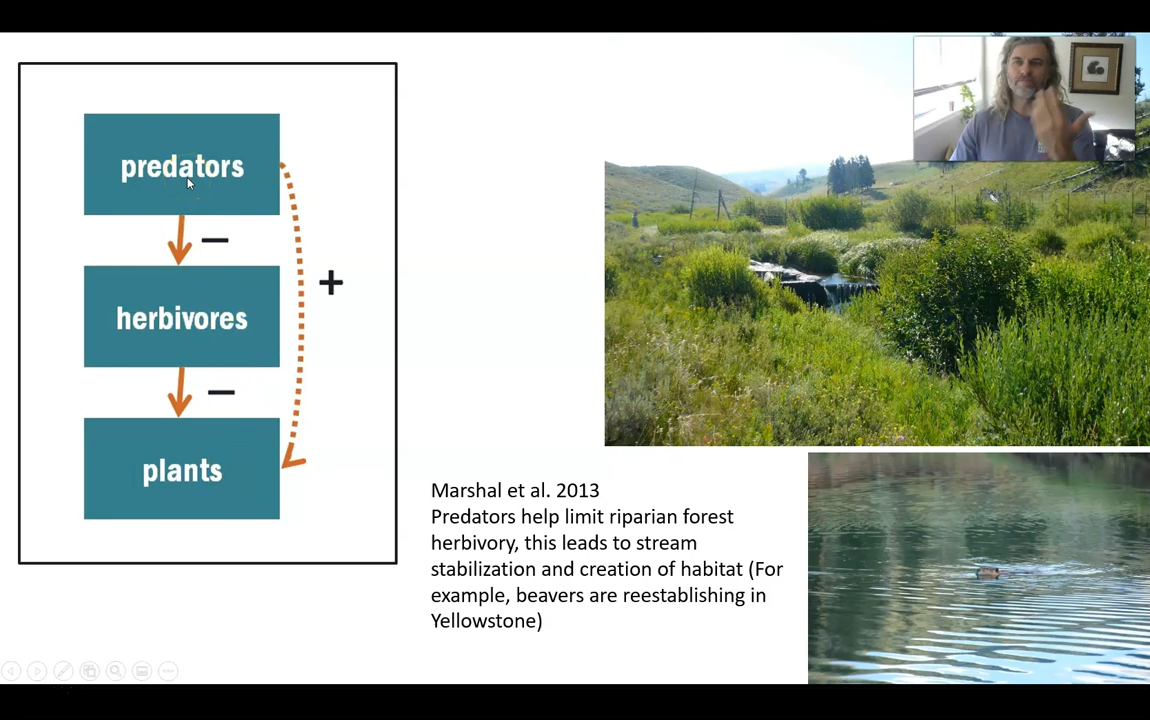 predators
—
herbivores
+
—
plants
Marshal et al. 2013
Predators help limit riparian forest
herbivory, this leads to stream
stabilization and creation of habitat (For
example, beavers are reestablishing in
Yellowstone)